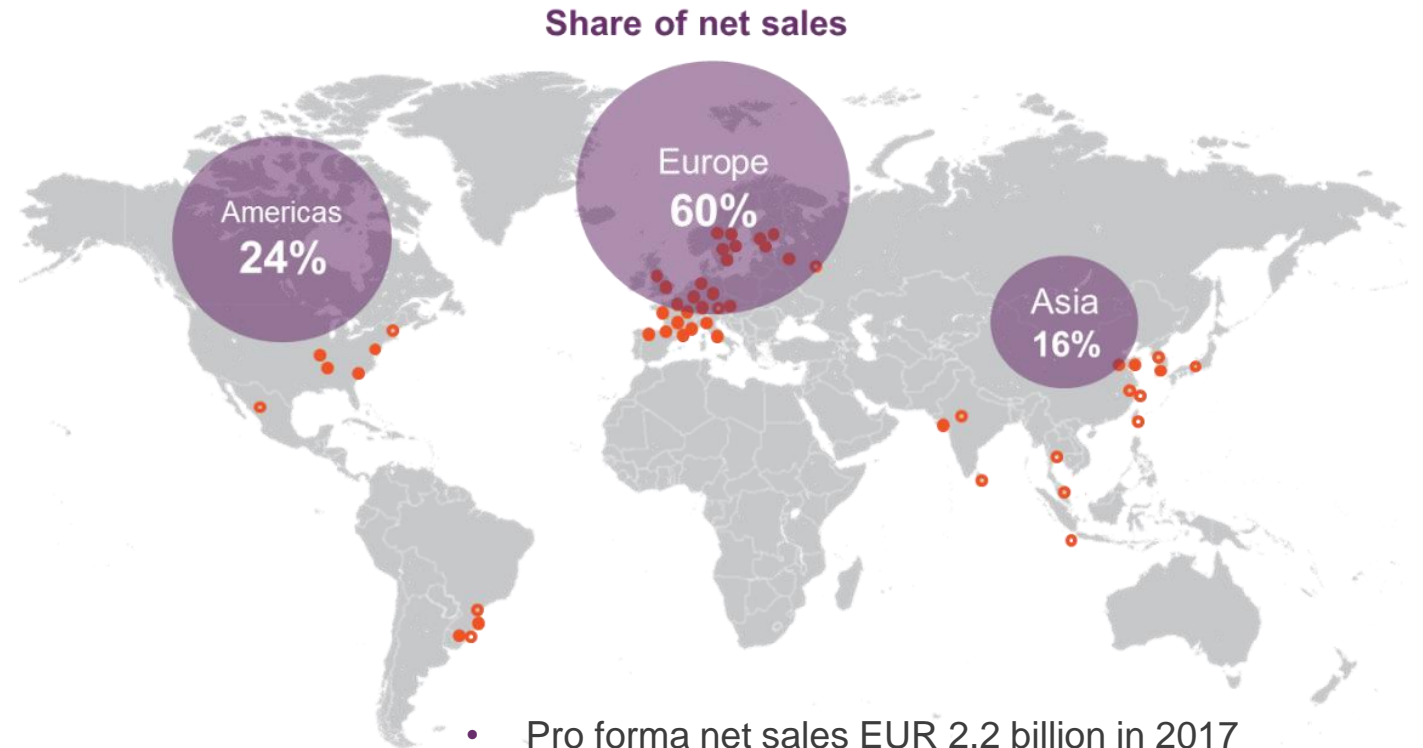 Share of net sales
Europe
60%
Americas
24%
Asia
16%
• Pro forma net sales EUR 2.2 billion in 2017